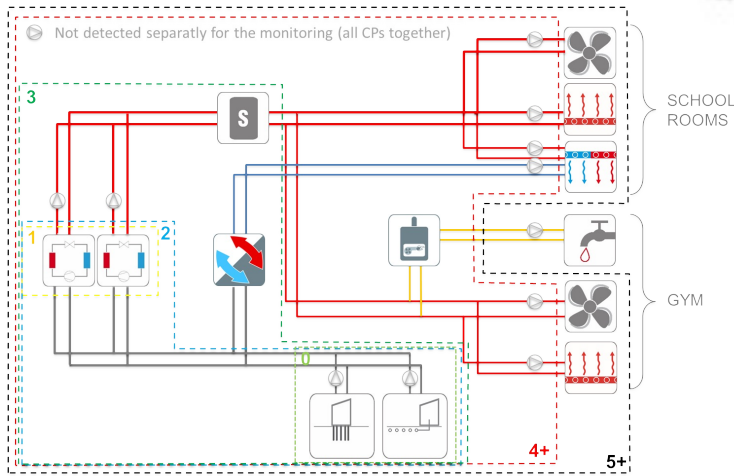 Not detected separatly for the monitoring (all CPs together)
3
S
SCHOOL
ROOMS
1
2
GYM
0
4+
5+